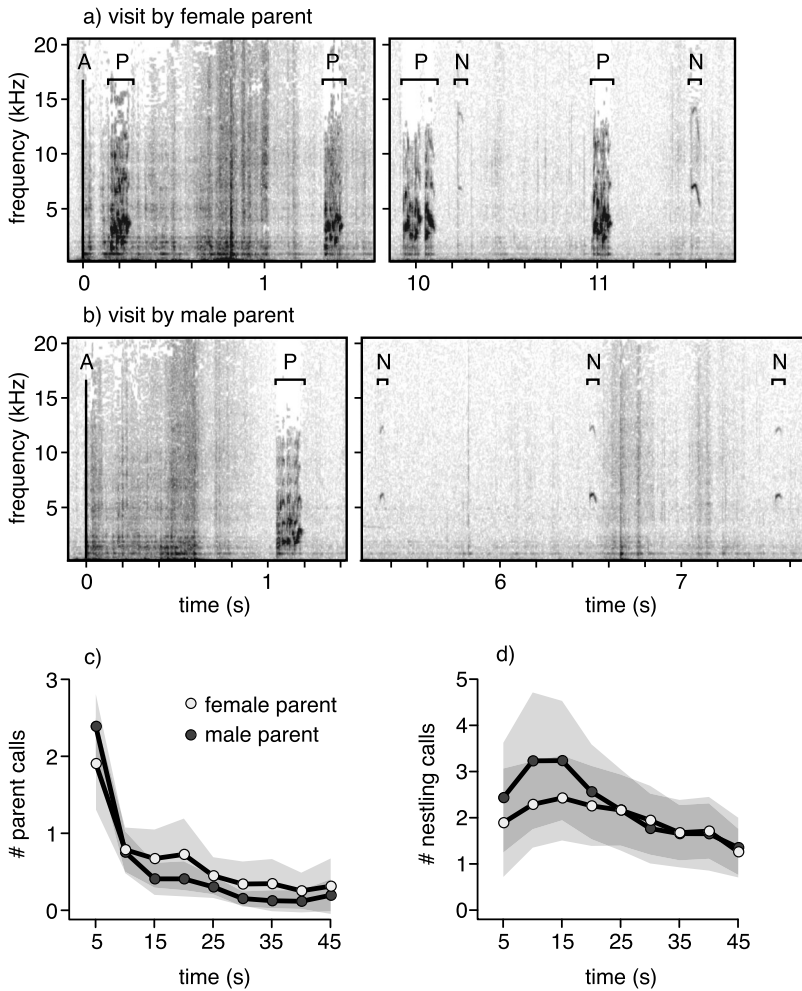 a) visit by female parent
20
15
10
5
frequency (kHz)
A P P P N P N
0 1 10 11
b) visit by male parent
20
15
10
5
frequency (kHz)
A P N N N
0 1 6 7
time (s) time (s)
c)
3
2
1
0
# parent calls
female parent
male parent
5 15 25 35 45
time (s)
d)
5
4
3
2
1
0
# nestling calls
5 15 25 35 45
time (s)